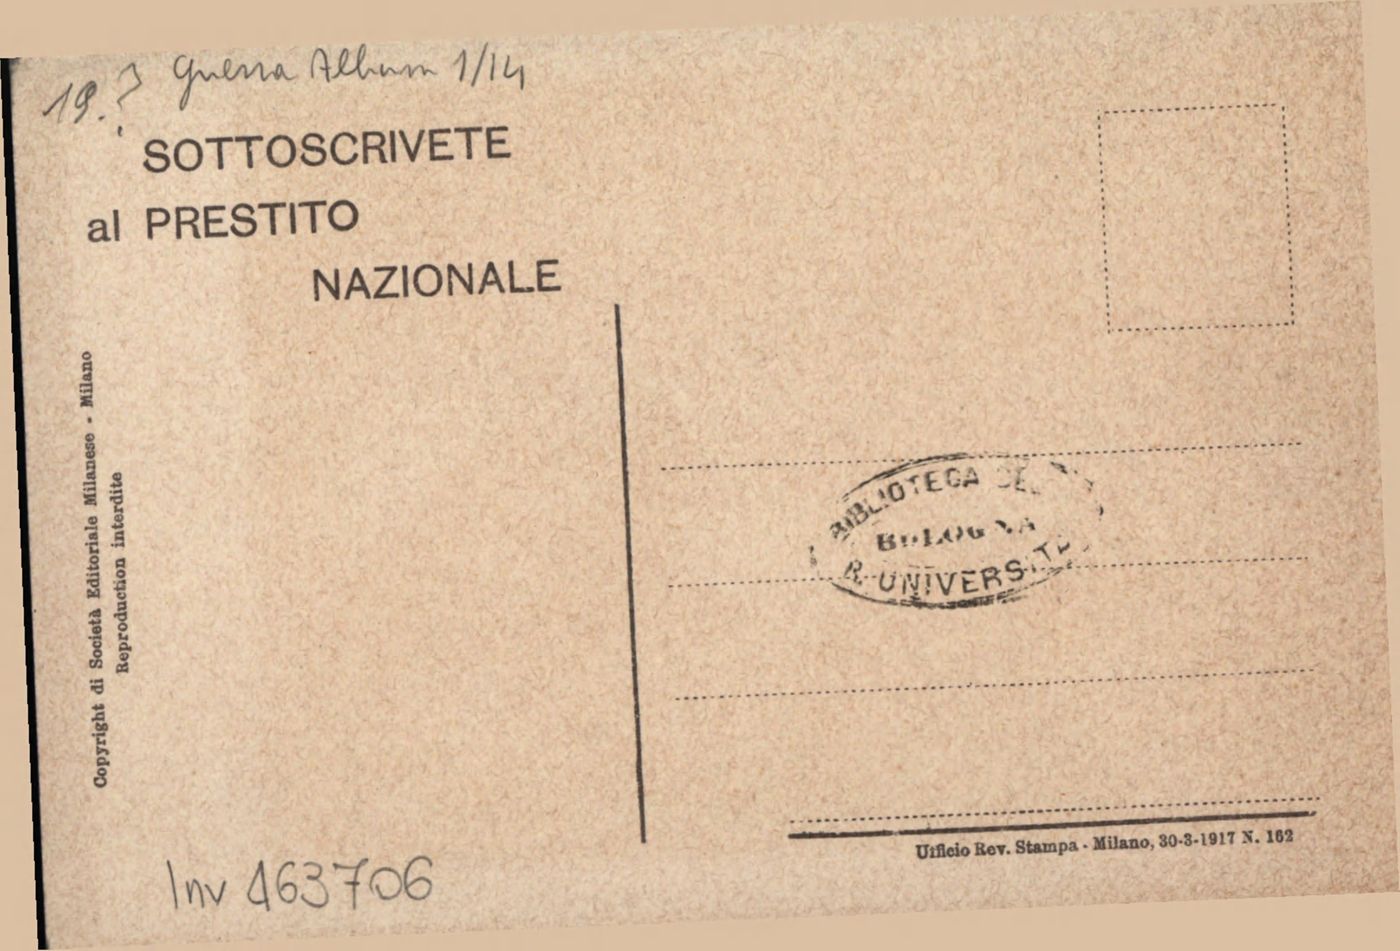 19.?
Guerra Album 1/14
SOTTOSCRIVETE
al PRESTITO
NAZIONALE
Copyright di Società Editoriale Milanese - Milano
Reproduction interdite
BIBLIOTECA
BOLOGNA
R. UNIVERSITÀ
Ufficio Rev. Stampa - Milano, 30-3-1917 N. 162
Inv 463706